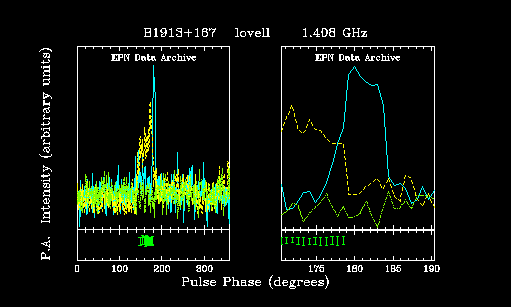 B1913+167 lovell 1.408 GHz
EPN Data Archive
EPN Data Archive
P.A. Intensity (arbitrary units)
0 100 200 300
175 180 185 190
Pulse Phase (degrees)